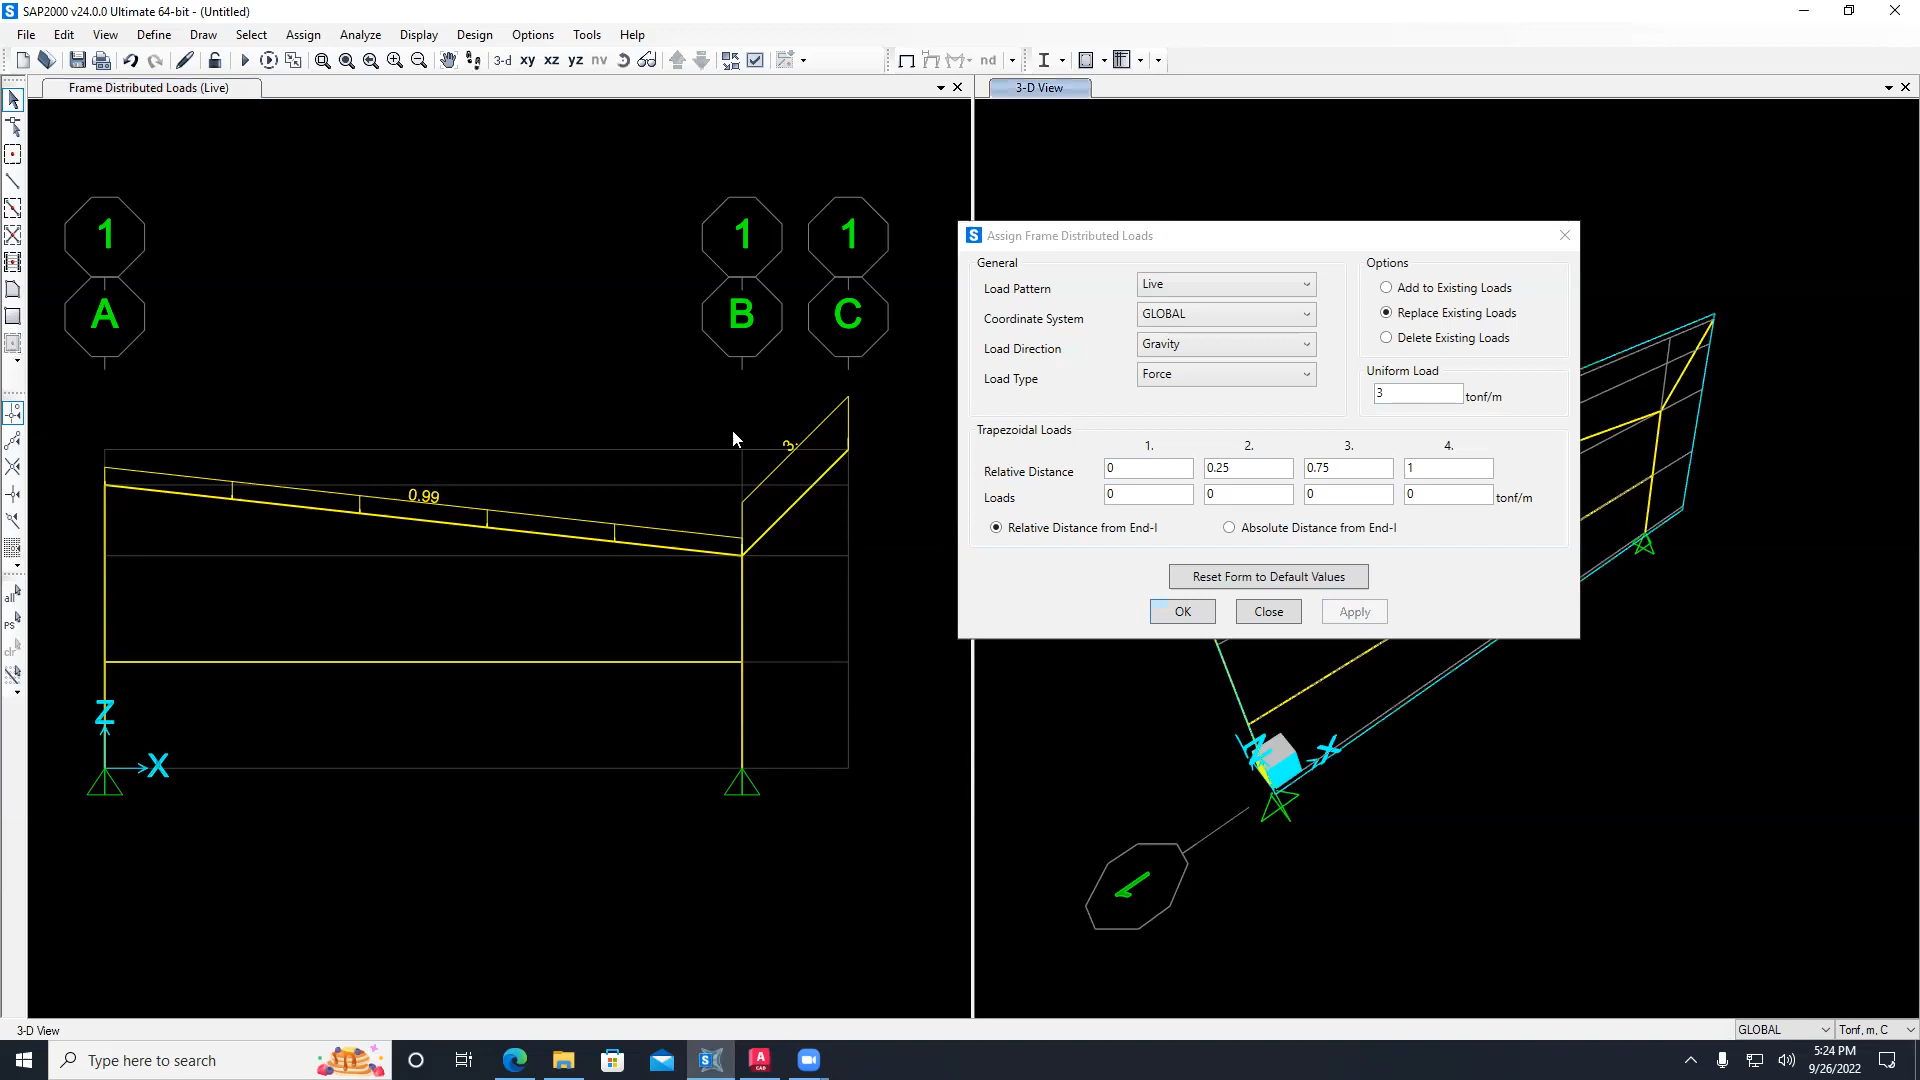 SAP2000 v24.0.0 Ultimate 64-bit - (Untitled)
File Edit View Define Draw Select Assign Analyze Display Design Options Tools Help
3-d xy xz yz nv nd
Frame Distributed Loads (Live)
3-D View
1 1 1
A B C
3.
0.99
Z
X
Assign Frame Distributed Loads
General
Load Pattern Live
Coordinate System GLOBAL
Load Direction Gravity
Load Type Force
Options
Add to Existing Loads
Replace Existing Loads
Delete Existing Loads
Uniform Load
3 tonf/m
Trapezoidal Loads
1. 2. 3. 4.
Relative Distance 0 0.25 0.75 1
Loads 0 0 0 0 tonf/m
Relative Distance from End-I Absolute Distance from End-I
Reset Form to Default Values
OK Close Apply
Z X
1
all
PS
clr
3-D View
GLOBAL
Tonf, m, C
Type here to search
5:24 PM
9/26/2022